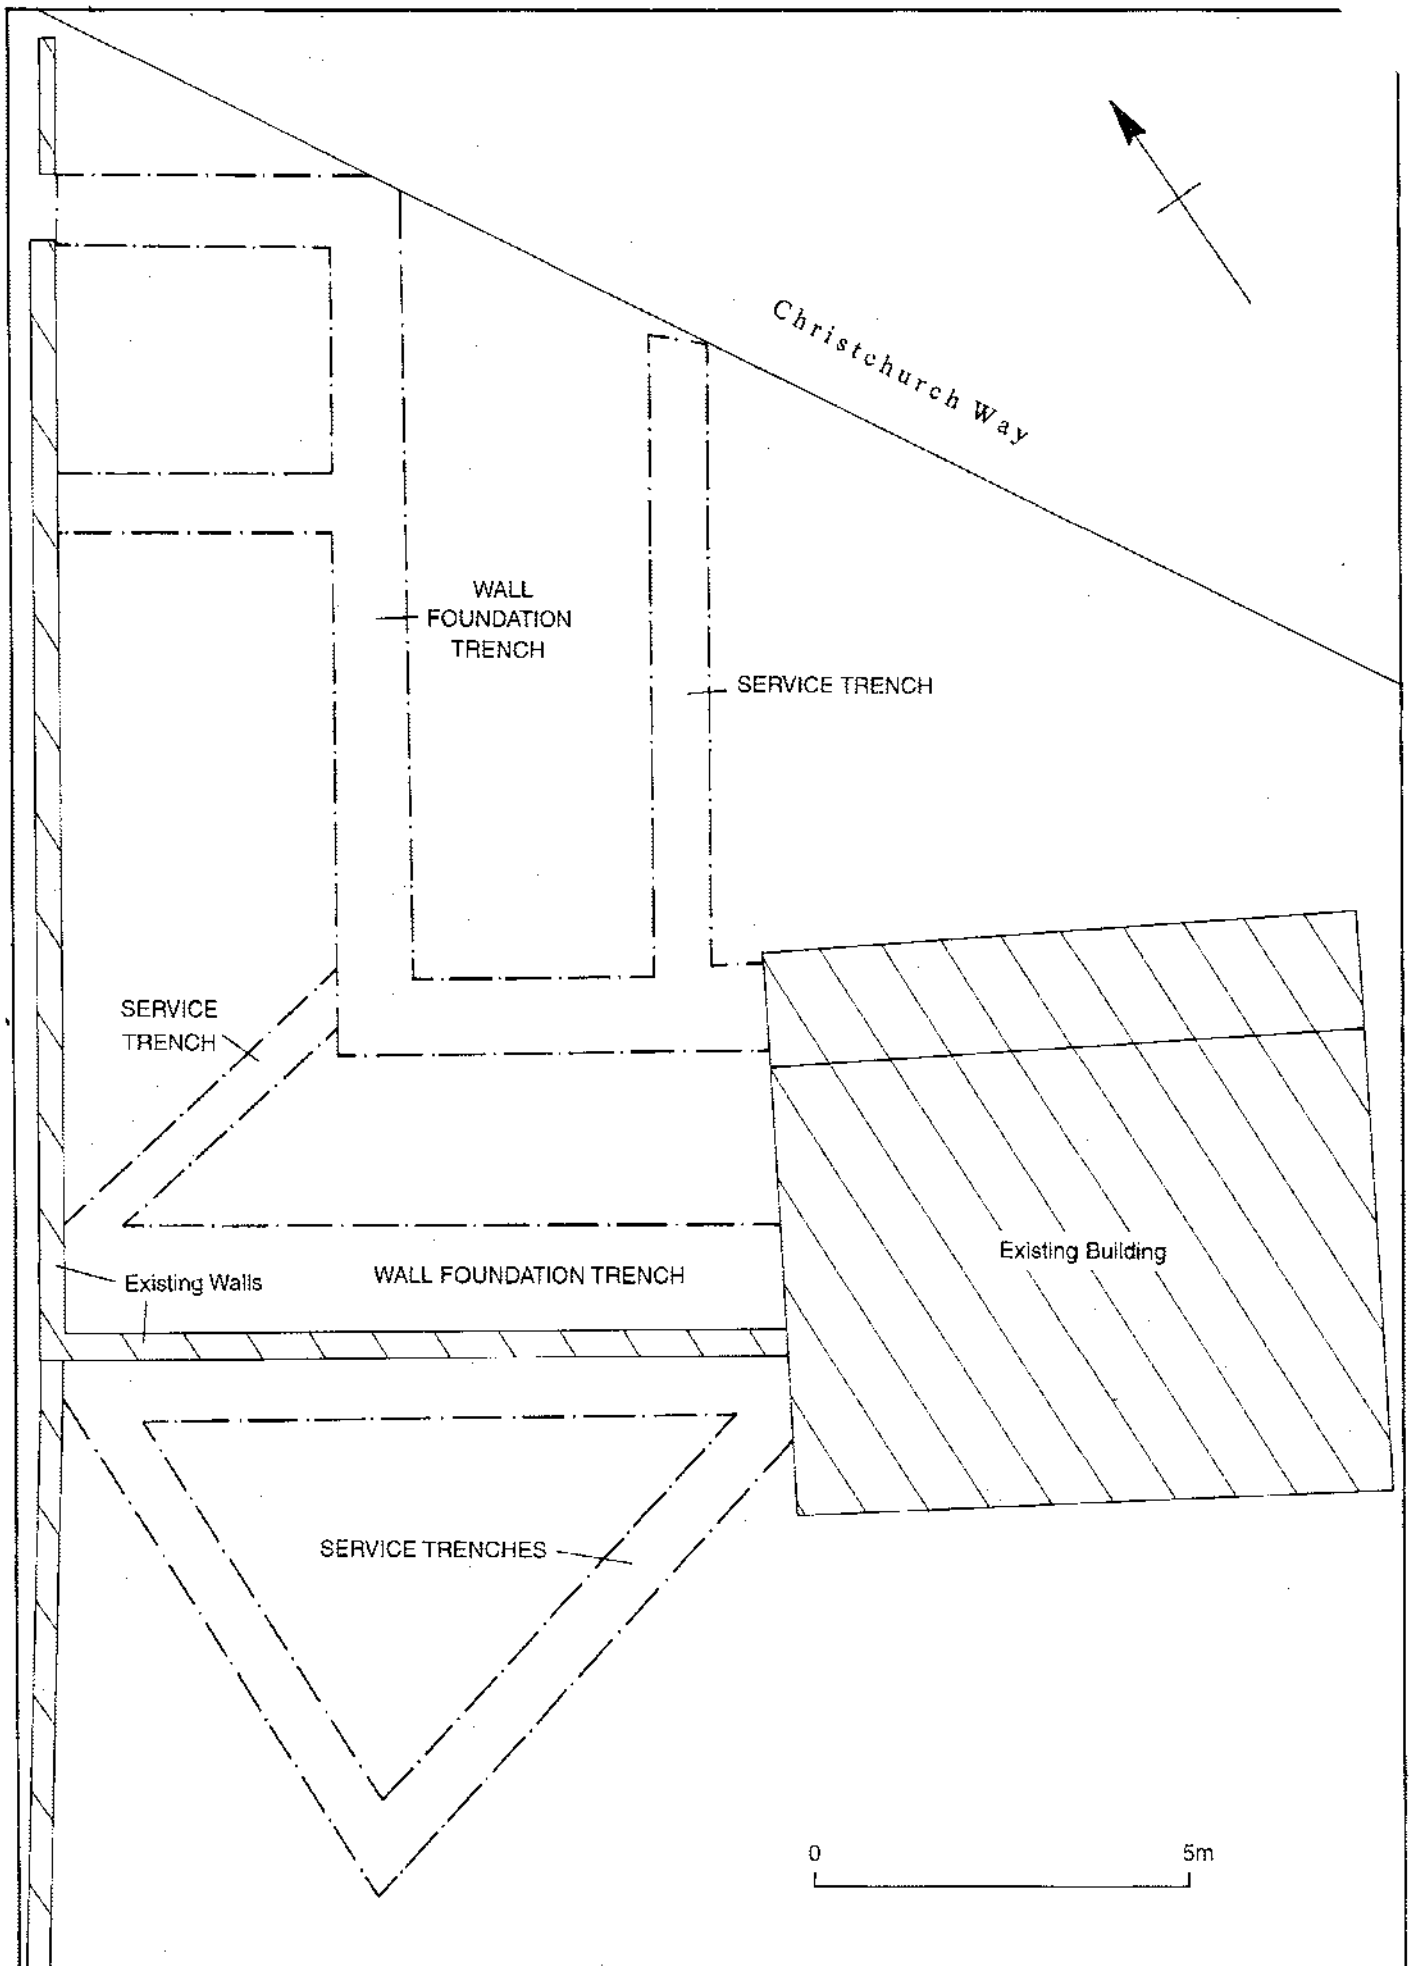 Christchurch Way
WALL
FOUNDATION
TRENCH
SERVICE TRENCH
SERVICE
TRENCH
Existing Building
Existing Walls
WALL FOUNDATION TRENCH
SERVICE TRENCHES
0 5m